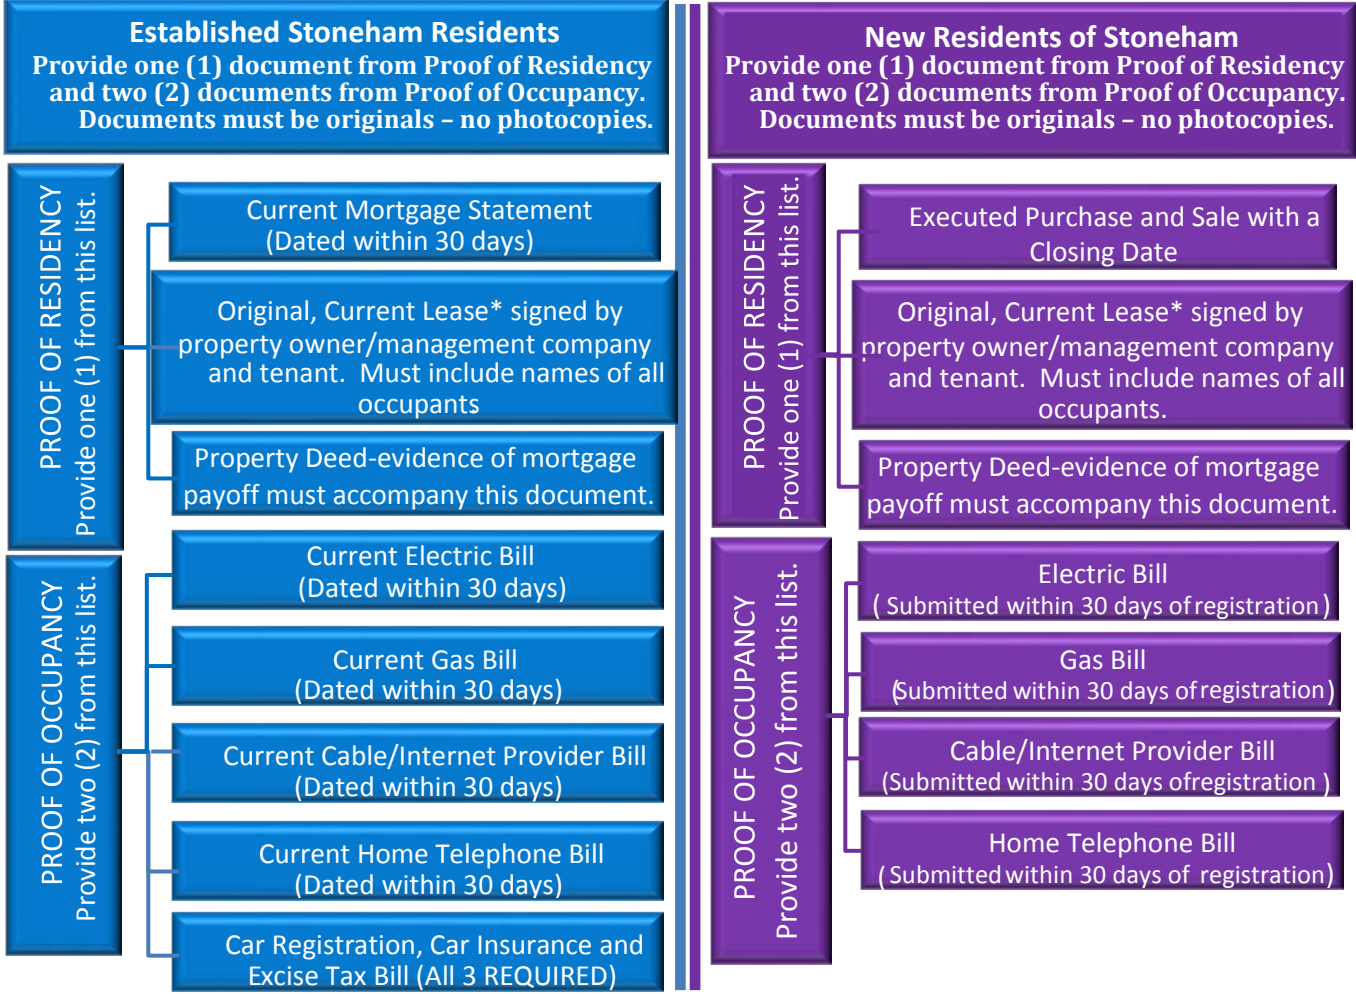 Established Stoneham Residents
Provide one (1) document from Proof of Residency
and two (2) documents from Proof of Occupancy.
Documents must be originals – no photocopies.
PROOF OF RESIDENCY
Provide one (1) from this list.
Current Mortgage Statement
(Dated within 30 days)
Original, Current Lease* signed by
property owner/management company
and tenant.  Must include names of all
occupants
Property Deed-evidence of mortgage
payoff must accompany this document.
PROOF OF OCCUPANCY
Provide two (2) from this list.
Current Electric Bill
(Dated within 30 days)
Current Gas Bill
(Dated within 30 days)
Current Cable/Internet Provider Bill
(Dated within 30 days)
Current Home Telephone Bill
(Dated within 30 days)
Car Registration, Car Insurance and
Excise Tax Bill (All 3 REQUIRED)
New Residents of Stoneham
Provide one (1) document from Proof of Residency
and two (2) documents from Proof of Occupancy.
Documents must be originals – no photocopies.
PROOF OF RESIDENCY
Provide one (1) from this list.
Executed Purchase and Sale with a
Closing Date
Original, Current Lease* signed by
property owner/management company
and tenant.  Must include names of all
occupants.
Property Deed-evidence of mortgage
payoff must accompany this document.
PROOF OF OCCUPANCY
Provide two (2) from this list.
Electric Bill
( Submitted within 30 days of registration )
Gas Bill
(Submitted within 30 days of registration )
Cable/Internet Provider Bill
(Submitted within 30 days of registration )
Home Telephone Bill
( Submitted within 30 days of registration)